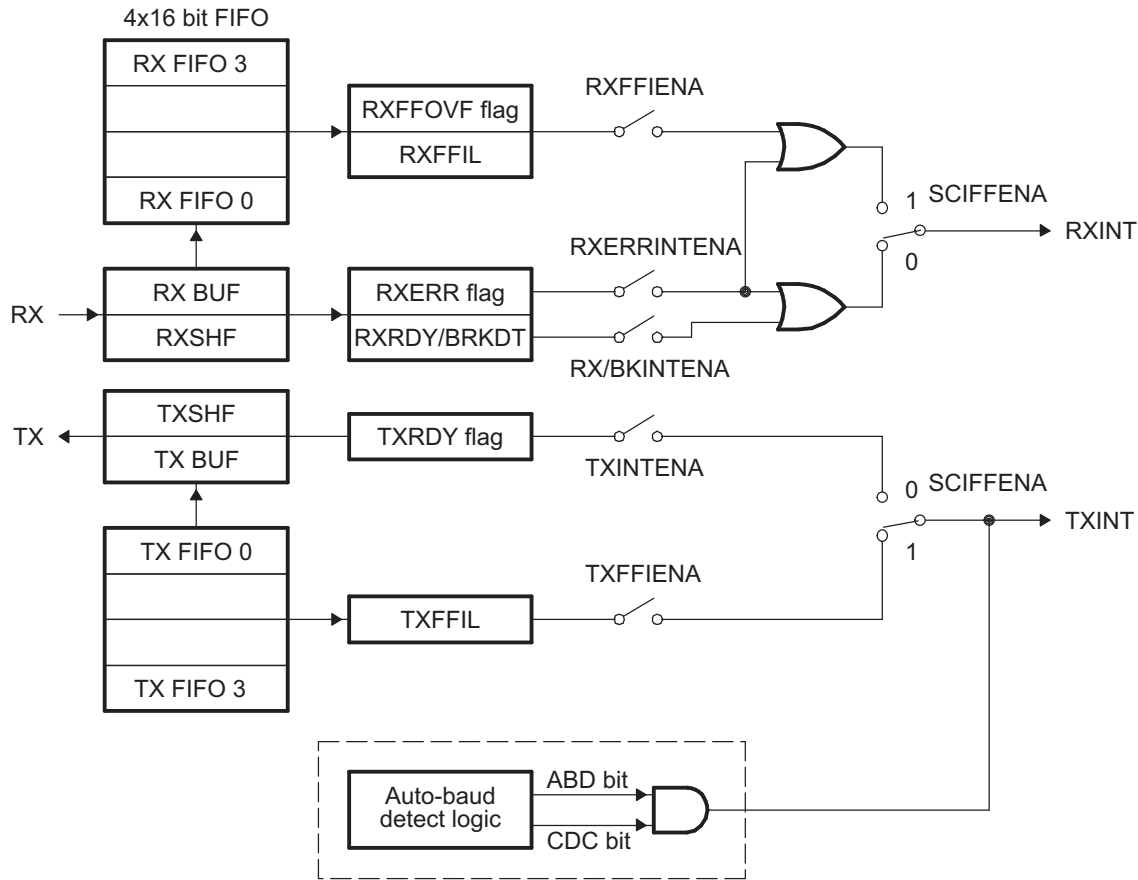 4x16 bit FIFO
RX FIFO 3
RX FIFO 0
RXFFOVF flag
RXFFIL
RXFFIENA
1
SCIFFENA
0
RXINT
RX
RX BUF
RXSHF
RXERR flag
RXRDY/BRKDT
RXERRINTENA
RX/BKINTENA
TX
TXSHF
TX BUF
TXRDY flag
TXINTENA
0
SCIFFENA
1
TXINT
TX FIFO 0
TX FIFO 3
TXFFIL
TXFFIENA
Auto-baud
detect logic
ABD bit
CDC bit